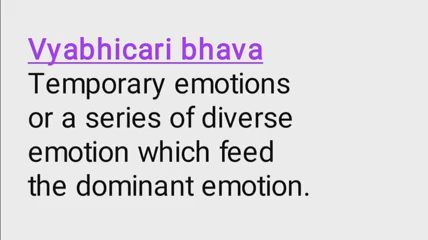 Vyabhicari bhava
Temporary emotions
or a series of diverse
emotion which feed
the dominant emotion.